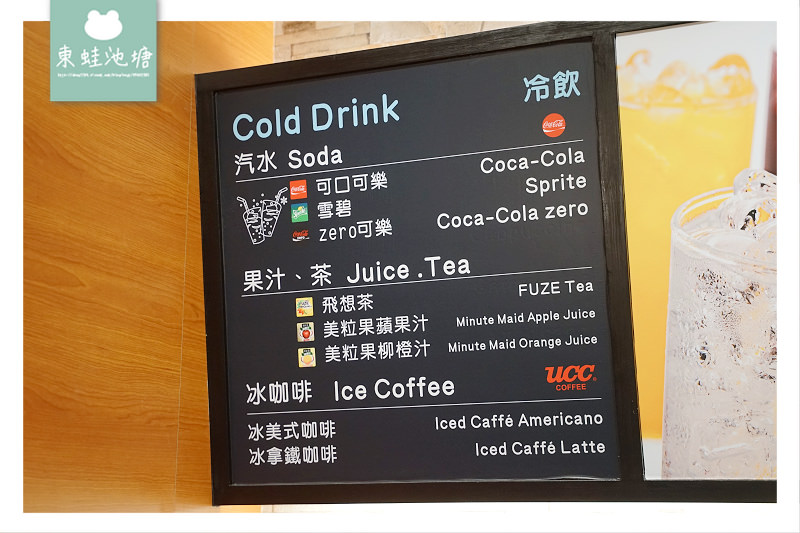 東蛙池塘
Cold Drink 冷飲
汽水 Soda
可口可樂 Coca-Cola
雪碧 Sprite
zero可樂 Coca-Cola zero
果汁、茶 Juice .Tea
飛想茶 FUZE Tea
美粒果蘋果汁 Minute Maid Apple Juice
美粒果柳橙汁 Minute Maid Orange Juice
冰咖啡 Ice Coffee
UCC
COFFEE
冰美式咖啡 Iced Caffé Americano
冰拿鐵咖啡 Iced Caffé Latte